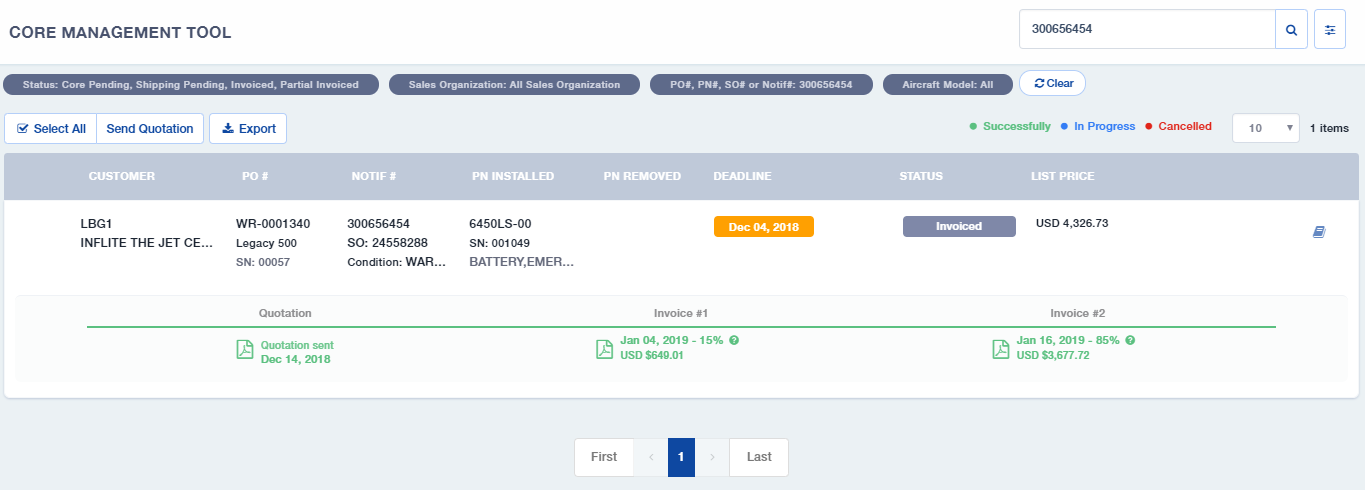 CORE MANAGEMENT TOOL
300656454
Status: Core Pending, Shipping Pending, Invoiced, Partial Invoiced
Sales Organization: All Sales Organization
PO#, PN#, SO# or Notif#: 300656454
Aircraft Model: All
Clear
Select All
Send Quotation
Export
Successfully
In Progress
Cancelled
10
1 items
CUSTOMER
PO #
NOTIF #
PN INSTALLED
PN REMOVED
DEADLINE
STATUS
LIST PRICE
LBG1
INFLITE THE JET CE...
WR-0001340
Legacy 500
SN: 00057
300656454
SO: 24558288
Condition: WAR...
6450LS-00
SN: 001049
BATTERY,EMER...
Dec 04, 2018
Invoiced
USD 4,326.73
Quotation
Quotation sent
Dec 14, 2018
Invoice #1
Jan 04, 2019 - 15%
USD $649.01
Invoice #2
Jan 16, 2019 - 85%
USD $3,677.72
First
‹
1
›
Last